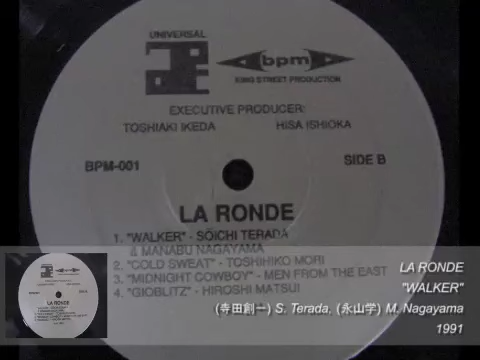 UNIVERSAL
bpm
KING STREET PRODUCTION
EXECUTIVE PRODUCER:
TOSHIAKI IKEDA HISA ISHIOKA
BPM-001 SIDE B
LA RONDE
1. "WALKER" - SÖICHI TERADA
& MANABU NAGAYAMA
2. "COLD SWEAT" - TOSHIHIKO MORI
3. "MIDNIGHT COWBOY" - MEN FROM THE EAST
4. "GIOBLITZ" - HIROSHI MATSUI
LA RONDE
"WALKER"
(寺田創一) S. Terada, (永山学) M. Nagayama
1991